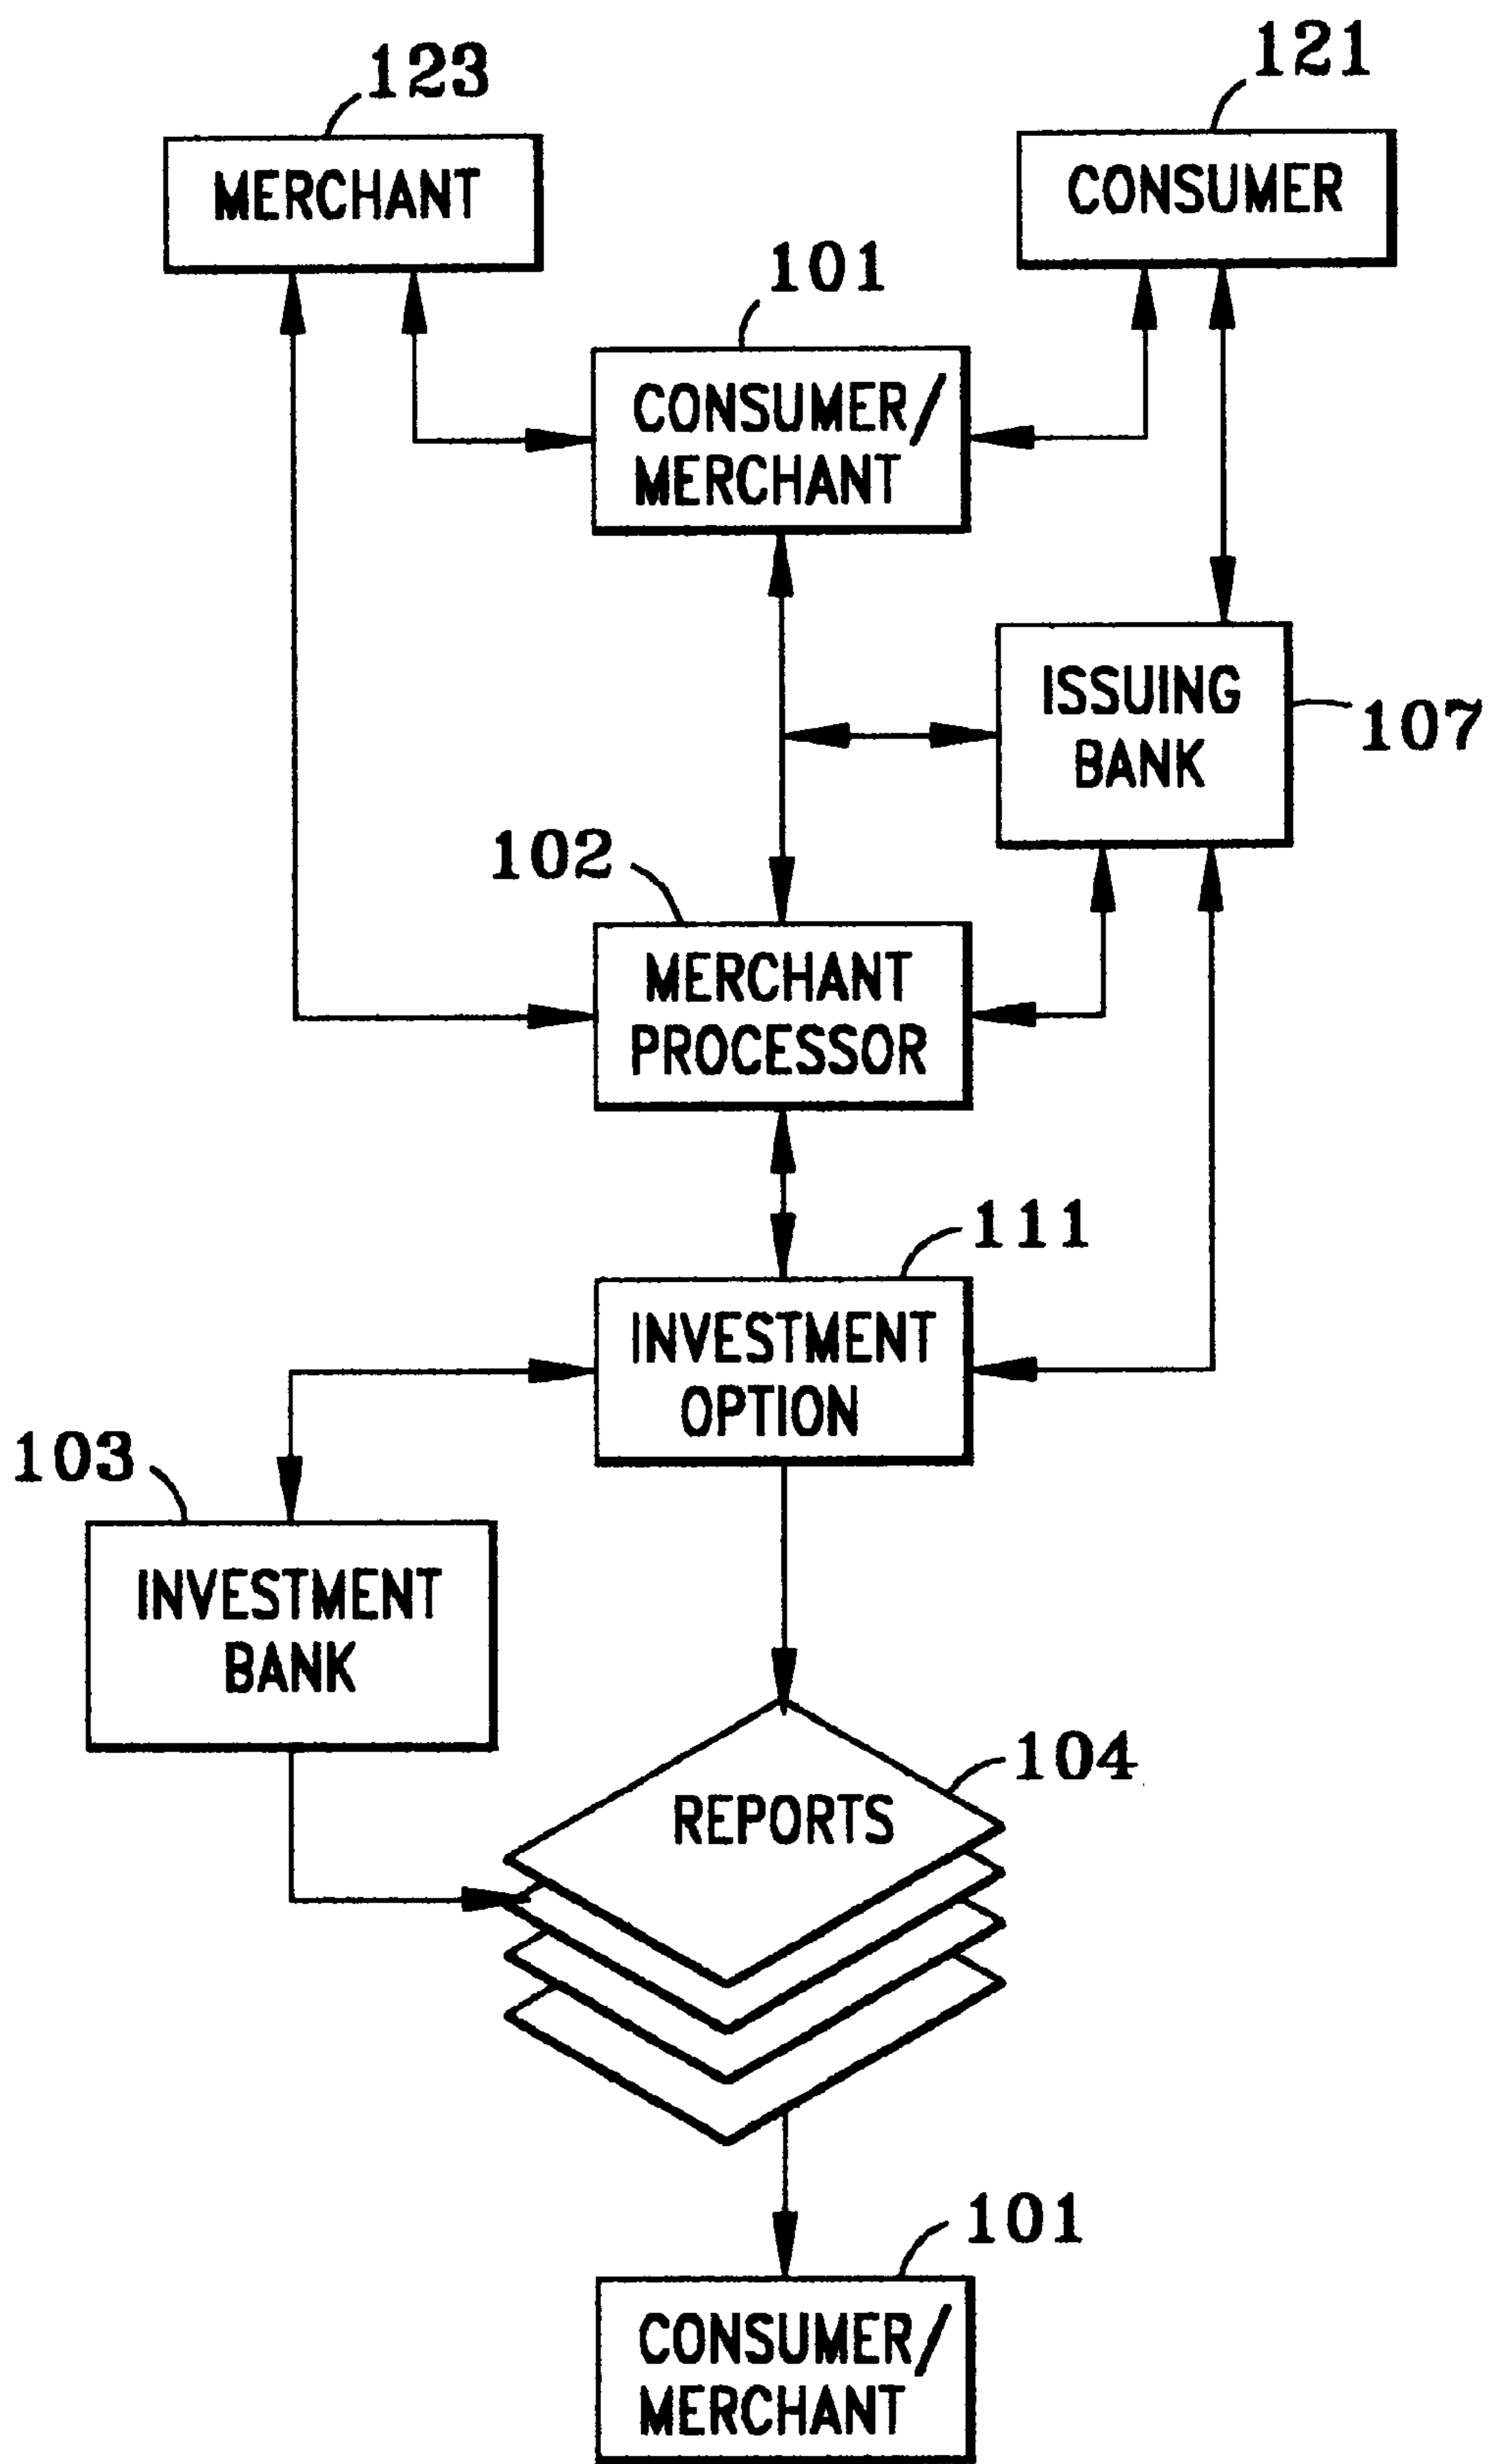 123
121
MERCHANT
CONSUMER
101
CONSUMER/
MERCHANT
ISSUING
BANK
107
102
MERCHANT
PROCESSOR
111
INVESTMENT
OPTION
103
INVESTMENT
BANK
104
REPORTS
101
CONSUMER/
MERCHANT